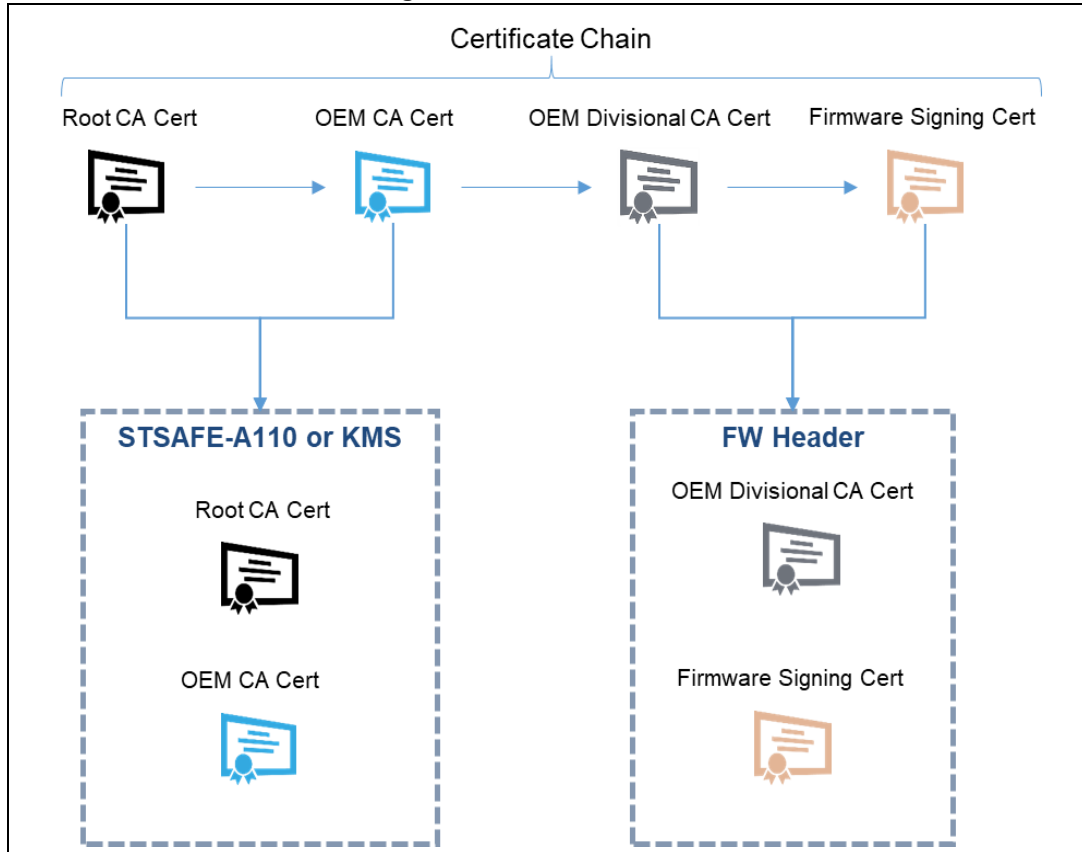 Certificate Chain
Root CA Cert
OEM CA Cert
OEM Divisional CA Cert
Firmware Signing Cert
STSAFE-A110 or KMS
Root CA Cert
OEM CA Cert
FW Header
OEM Divisional CA Cert
Firmware Signing Cert